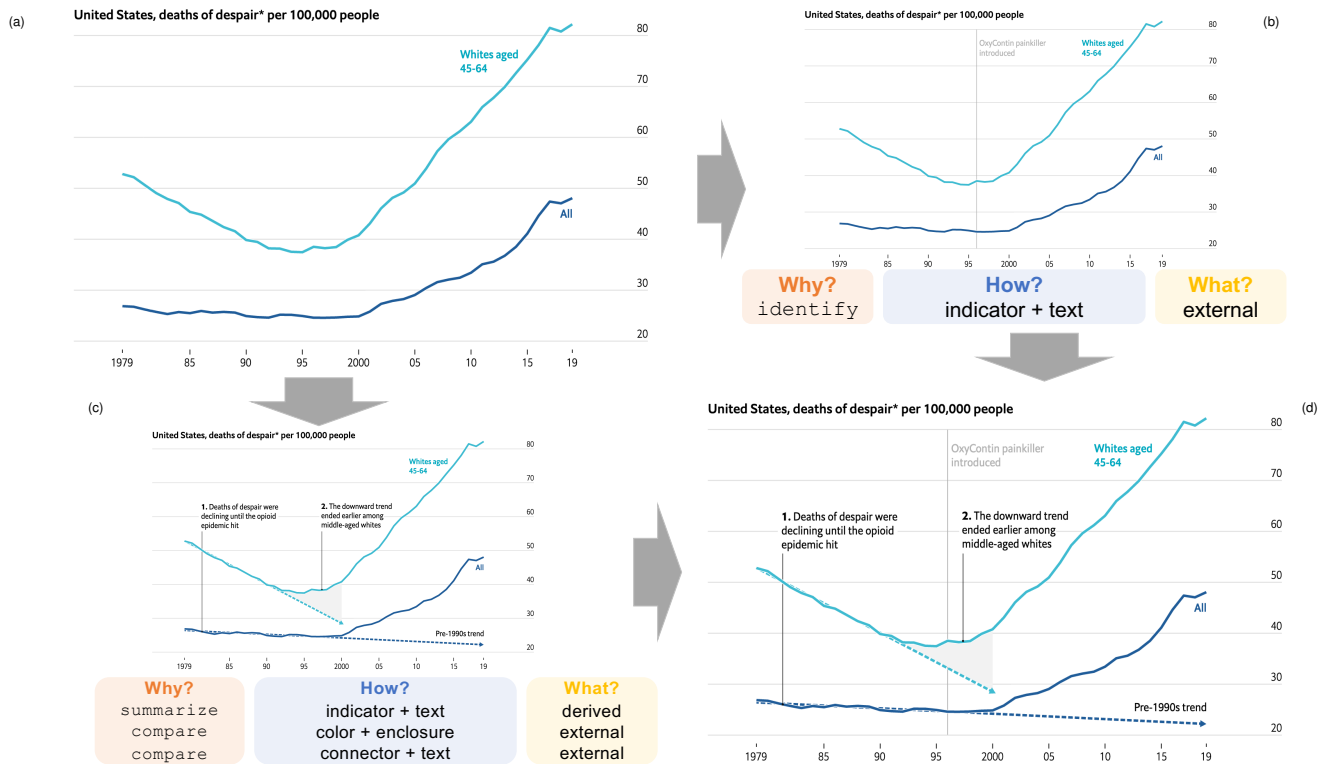 (a)
United States, deaths of despair* per 100,000 people
80
70
60
50
40
30
20
Whites aged
45-64
All
1979
85
90
95
2000
05
10
15
19
(b)
United States, deaths of despair* per 100,000 people
80
70
60
50
40
30
20
OxyContin painkiller
introduced
Whites aged
45-64
All
1979
85
90
95
2000
05
10
15
19
Why?
identify
How?
indicator + text
What?
external
(c)
United States, deaths of despair* per 100,000 people
80
70
60
50
40
30
20
Whites aged
45-64
1. Deaths of despair were
declining until the opioid
epidemic hit
2. The downward trend
ended earlier among
middle-aged whites
All
Pre-1990s trend
1979
85
90
95
2000
05
10
15
19
Why?
summarize
compare
compare
How?
indicator + text
color + enclosure
connector + text
What?
derived
external
external
(d)
United States, deaths of despair* per 100,000 people
80
70
60
50
40
30
20
OxyContin painkiller
introduced
Whites aged
45-64
1. Deaths of despair were
declining until the opioid
epidemic hit
2. The downward trend
ended earlier among
middle-aged whites
All
Pre-1990s trend
1979
85
90
95
2000
05
10
15
19